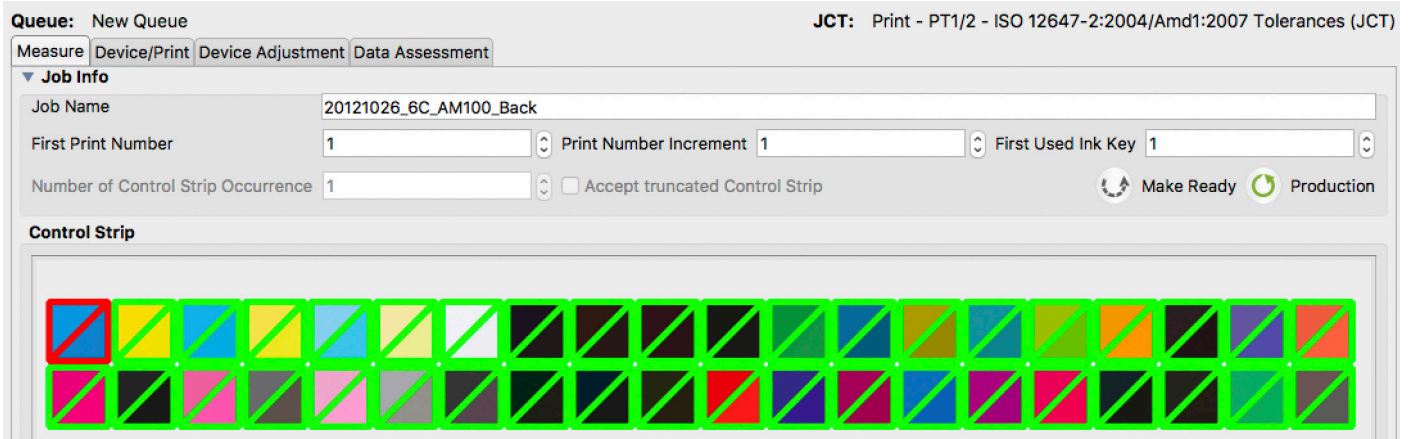 Queue: New Queue JCT: Print - PT1/2 - ISO 12647-2:2004/Amd1:2007 Tolerances (JCT)
Measure Device/Print Device Adjustment Data Assessment
Job Info
Job Name 20121026_6C_AM100_Back
First Print Number 1 Print Number Increment 1 First Used Ink Key 1
Number of Control Strip Occurrence 1 Accept truncated Control Strip Make Ready Production
Control Strip